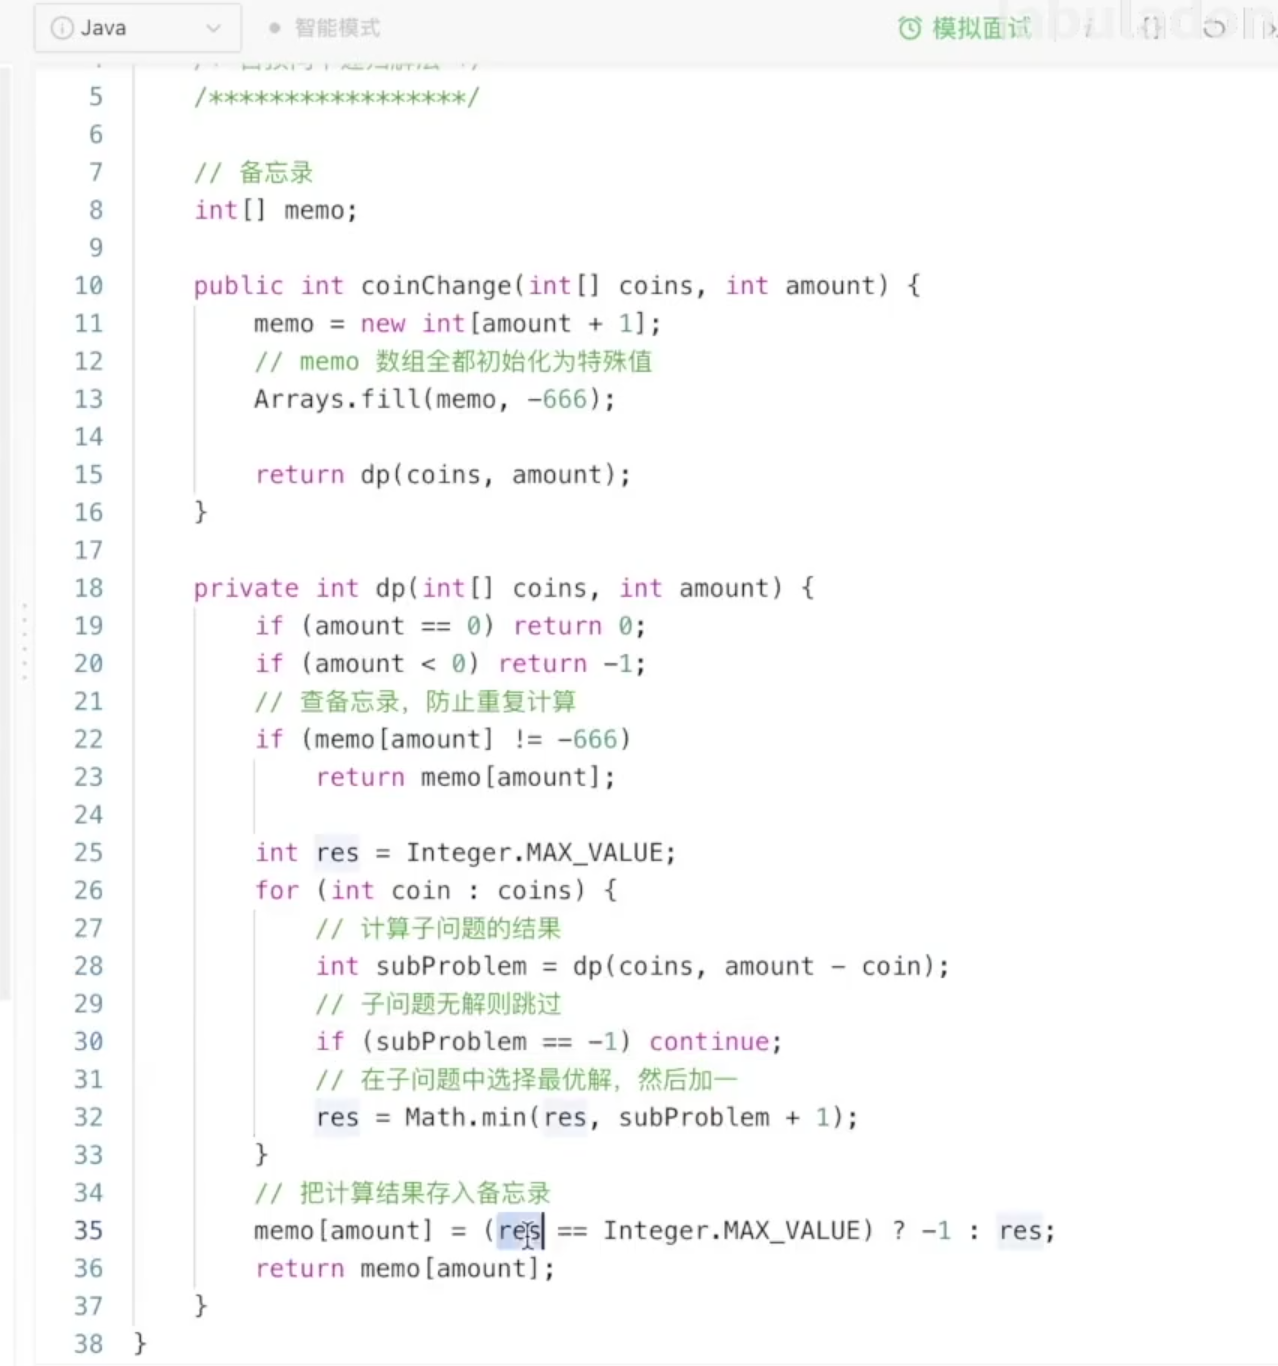 Java
智能模式
模拟面试
5 /*****************/
6
7 // 备忘录
8 int[] memo;
9
10 public int coinChange(int[] coins, int amount) {
11 memo = new int[amount + 1];
12 // memo 数组全都初始化为特殊值
13 Arrays.fill(memo, -666);
14
15 return dp(coins, amount);
16 }
17
18 private int dp(int[] coins, int amount) {
19 if (amount == 0) return 0;
20 if (amount < 0) return -1;
21 // 查备忘录，防止重复计算
22 if (memo[amount] != -666)
23 return memo[amount];
24
25 int res = Integer.MAX_VALUE;
26 for (int coin : coins) {
27 // 计算子问题的结果
28 int subProblem = dp(coins, amount - coin);
29 // 子问题无解则跳过
30 if (subProblem == -1) continue;
31 // 在子问题中选择最优解，然后加一
32 res = Math.min(res, subProblem + 1);
33 }
34 // 把计算结果存入备忘录
35 memo[amount] = (res == Integer.MAX_VALUE) ? -1 : res;
36 return memo[amount];
37 }
38 }